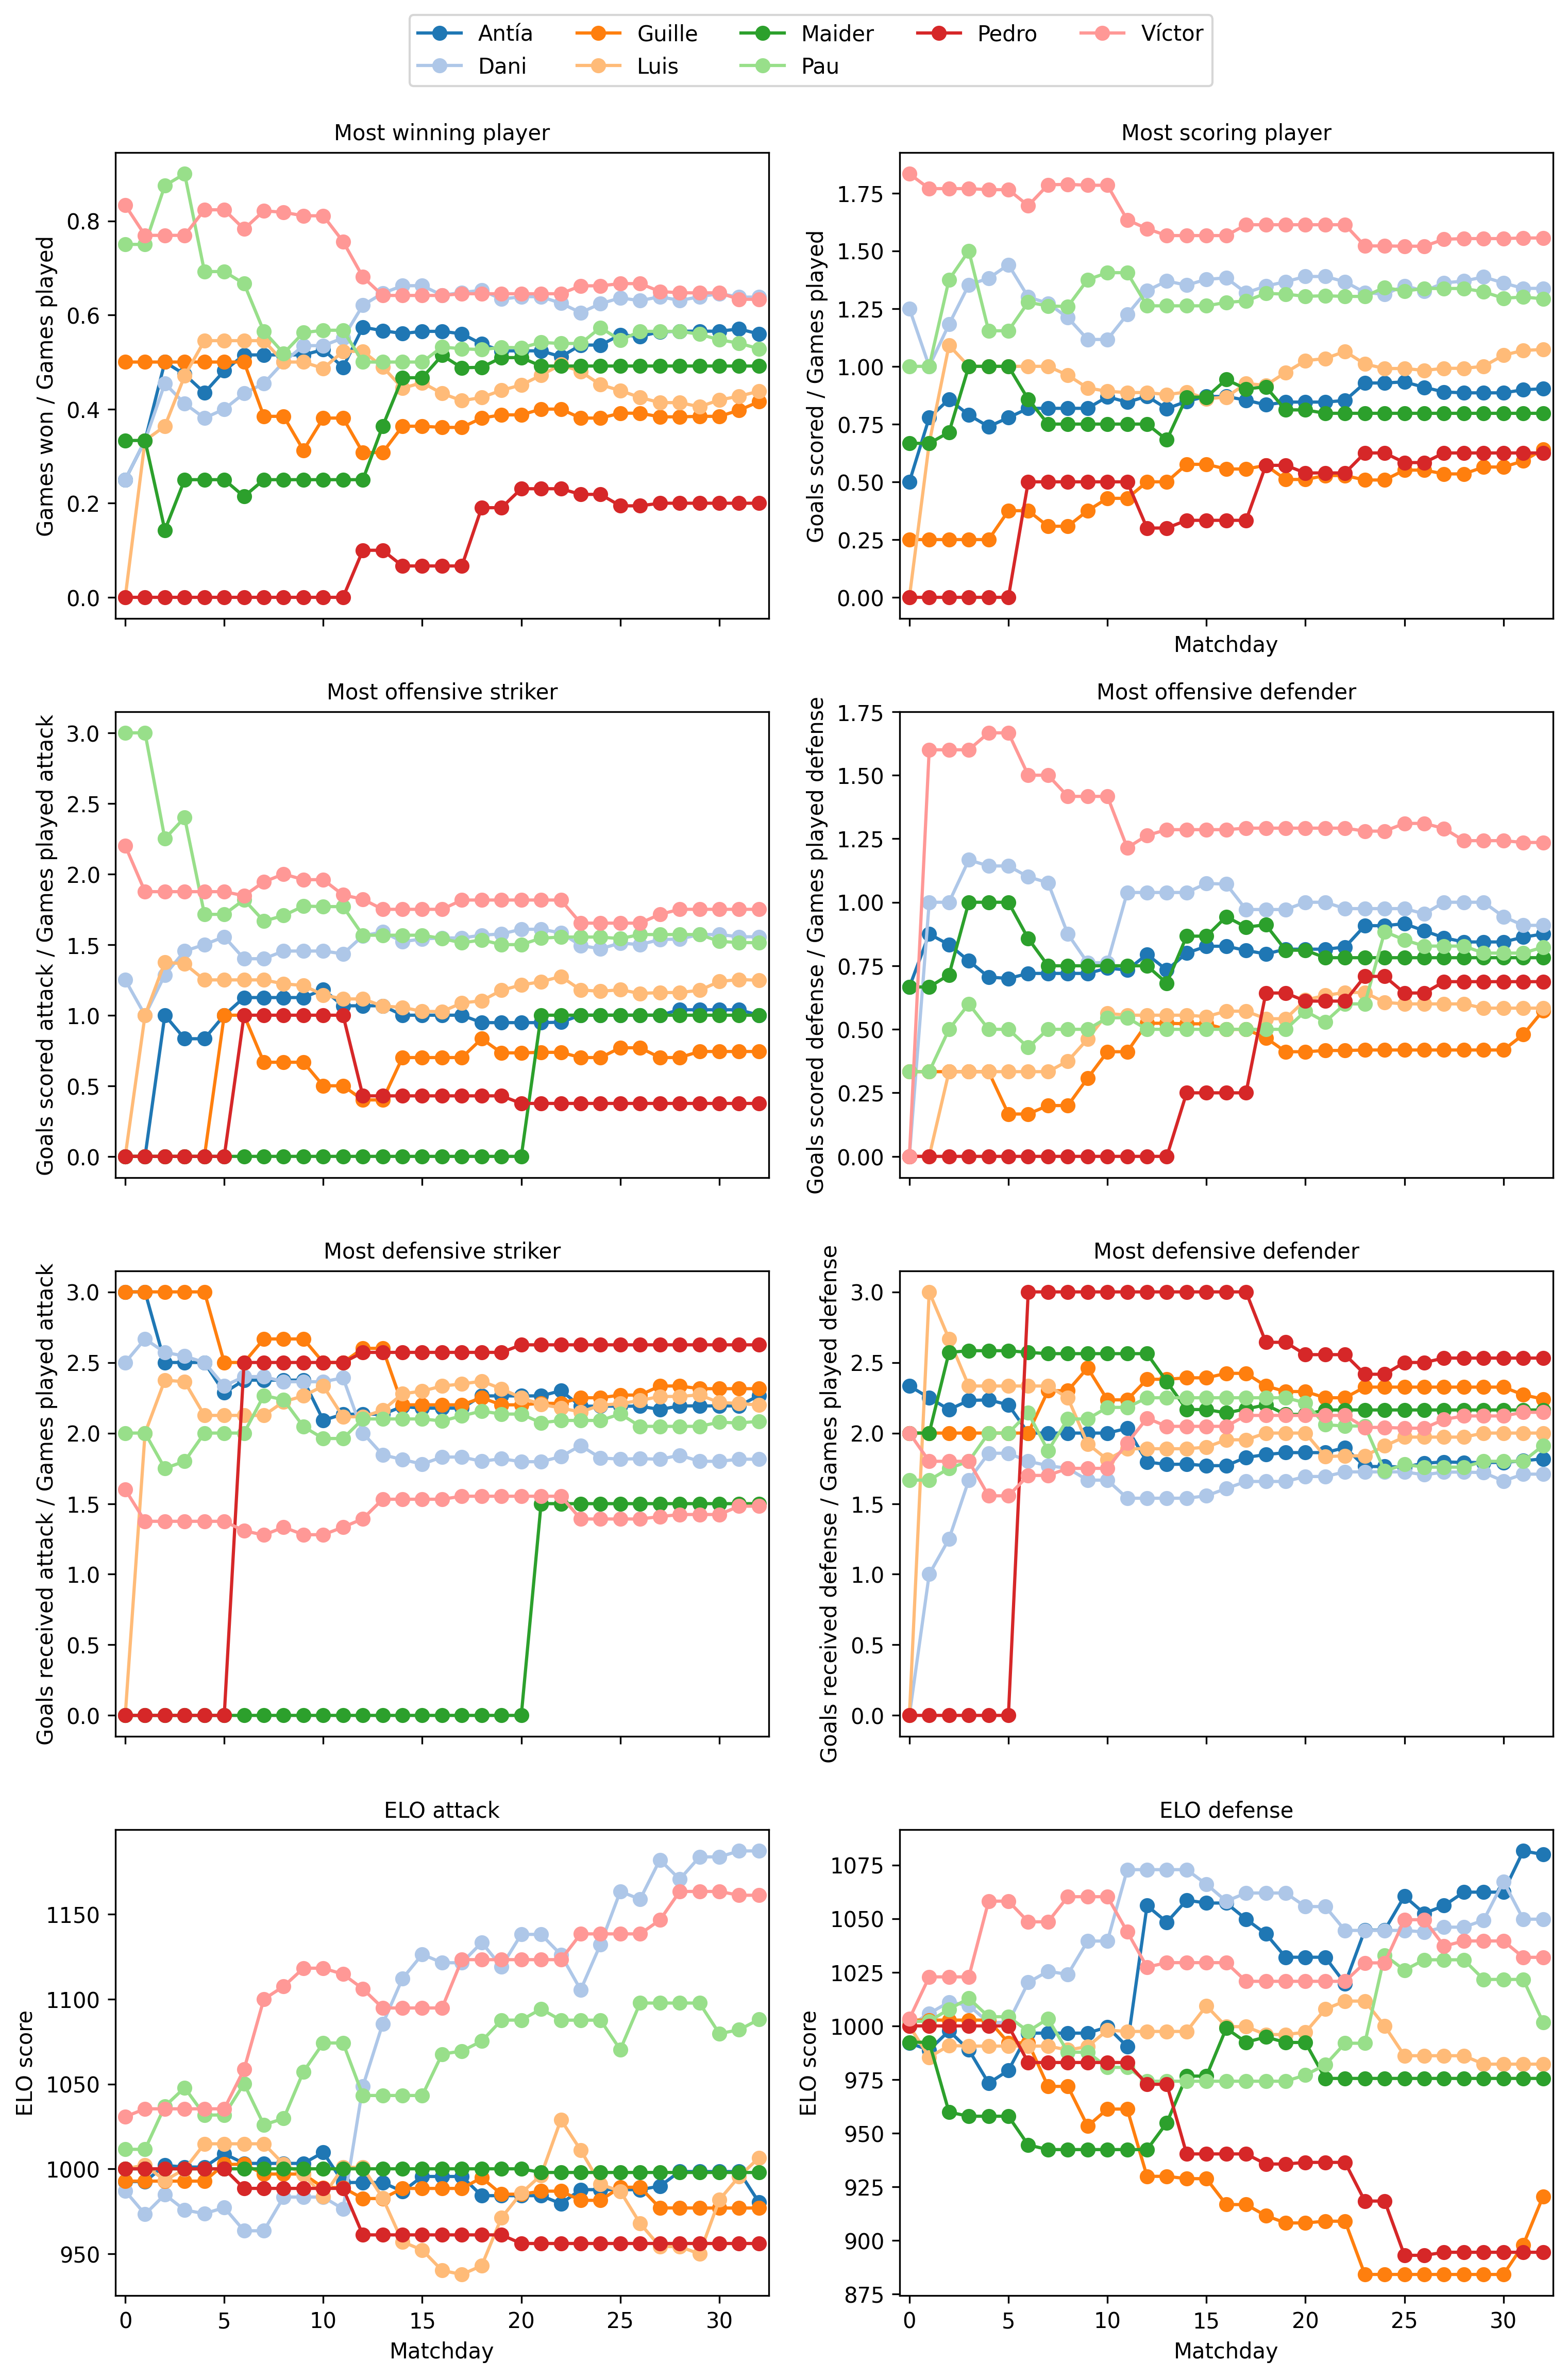 Antía Guille Maider Pedro Víctor
Dani Luis Pau
Most winning player
Games won / Games played
0.8
0.6
0.4
0.2
0.0
Most scoring player
Goals scored / Games played
1.75
1.50
1.25
1.00
0.75
0.50
0.25
0.00
Matchday
Most offensive striker
Goals scored attack / Games played attack
3.0
2.5
2.0
1.5
1.0
0.5
0.0
Most offensive defender
Goals scored defense / Games played defense
1.75
1.50
1.25
1.00
0.75
0.50
0.25
0.00
Most defensive striker
Goals received attack / Games played attack
3.0
2.5
2.0
1.5
1.0
0.5
0.0
Most defensive defender
Goals received defense / Games played defense
3.0
2.5
2.0
1.5
1.0
0.5
0.0
ELO attack
ELO score
1150
1100
1050
1000
950
0 5 10 15 20 25 30
Matchday
ELO defense
ELO score
1075
1050
1025
1000
975
950
925
900
875
0 5 10 15 20 25 30
Matchday